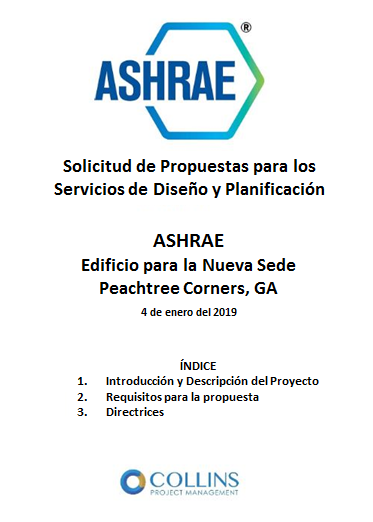 ASHRAE®
Solicitud de Propuestas para los
Servicios de Diseño y Planificación
ASHRAE
Edificio para la Nueva Sede
Peachtree Corners, GA
4 de enero del 2019
ÍNDICE
1. Introducción y Descripción del Proyecto
2. Requisitos para la propuesta
3. Directrices
COLLINS
PROJECT MANAGEMENT